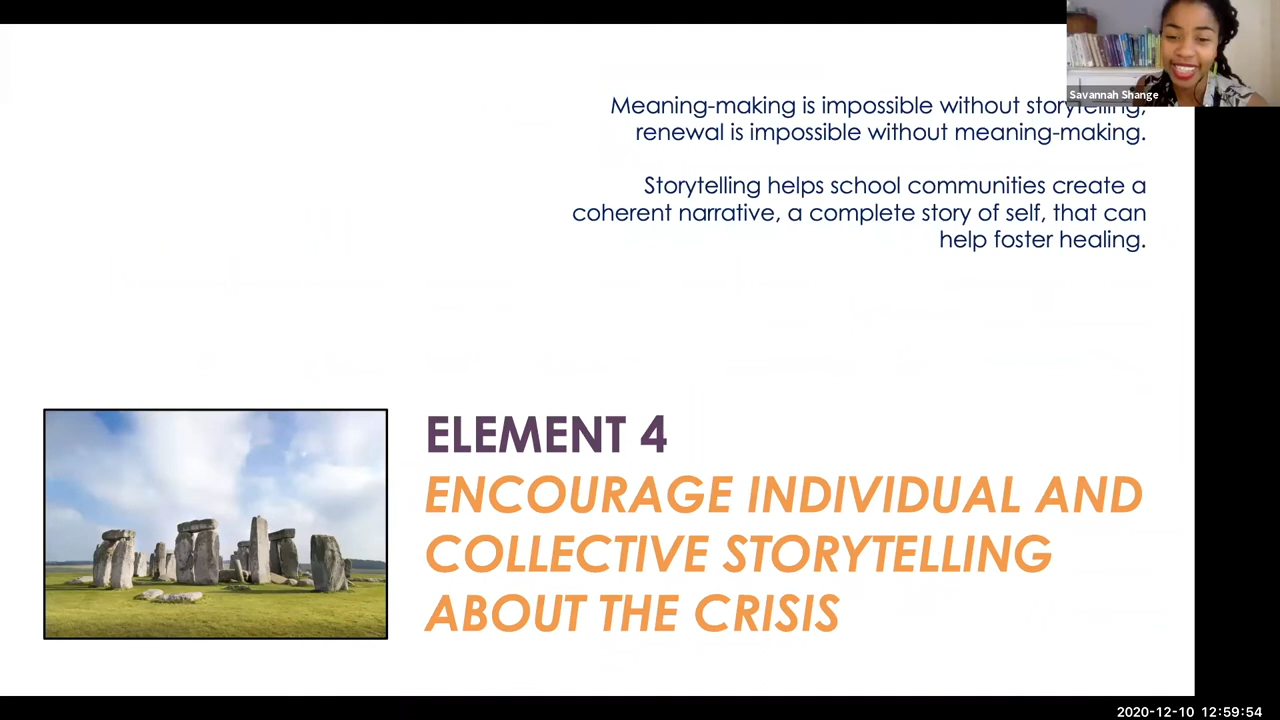 Savannah Shange
Meaning-making is impossible without storytelling,
renewal is impossible without meaning-making.
Storytelling helps school communities create a
coherent narrative, a complete story of self, that can
help foster healing.
ELEMENT 4
ENCOURAGE INDIVIDUAL AND
COLLECTIVE STORYTELLING
ABOUT THE CRISIS
2020-12-10 12:59:54